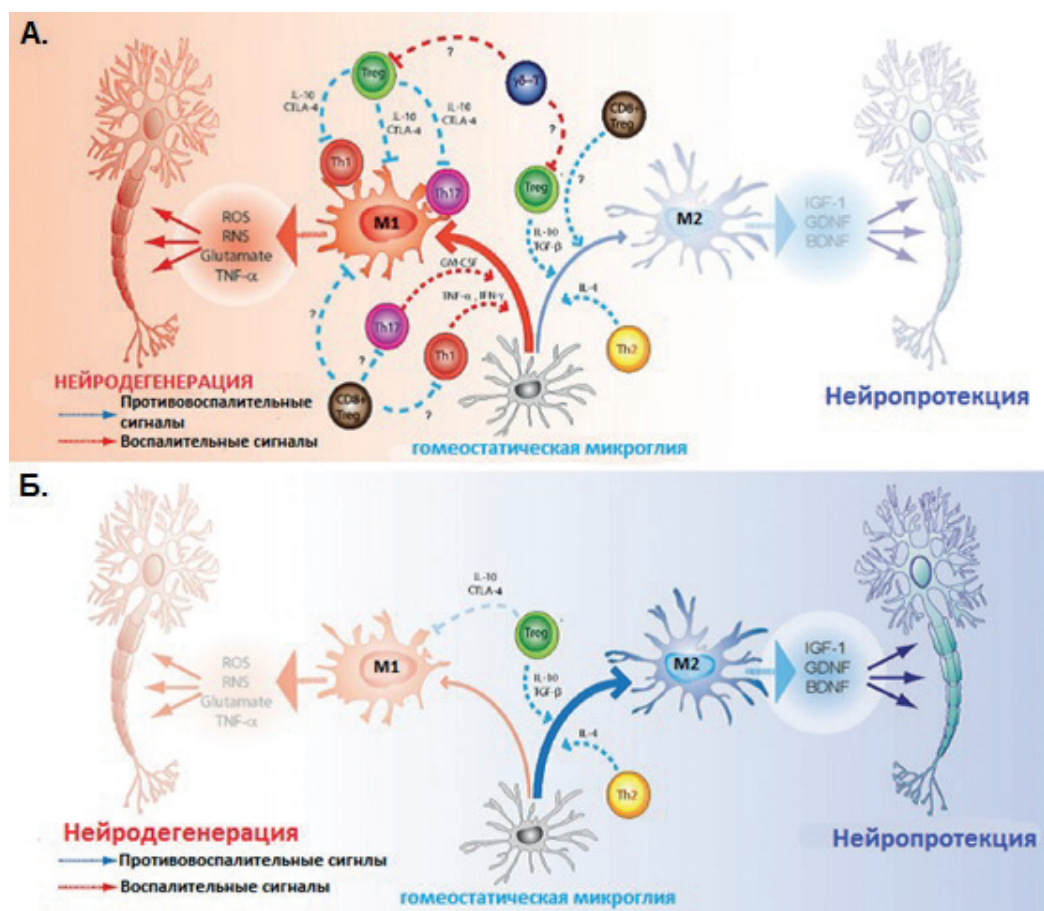 А.
Treg
?
γδ-T
IL-10
CTLA-4
IL-10
CTLA-4
IL-10
CTLA-4
CD8+
Treg
?
?
Th1
Th17
Treg
M1
M2
IL-10
TGF-β
ROS
RNS
Glutamate
TNF-α
IGF-1
GDNF
BDNF
GM-CSF
TNF-α, IFN-γ
IL-4
?
Th17
Th1
Th2
?
CD8+
Treg
?
НЕЙРОДЕГЕНЕРАЦИЯ
Противовоспалительные
сигналы
Воспалительные сигналы
гомеостатическая микроглия
Нейропротекция
Б.
IL-10
CTLA-4
Treg
M1
M2
IL-10
TGF-β
ROS
RNS
Glutamate
TNF-α
IGF-1
GDNF
BDNF
IL-4
Th2
Нейродегенерация
Противовоспалительные сигнлы
Воспалительные сигналы
гомеостатическая микроглия
Нейропротекция